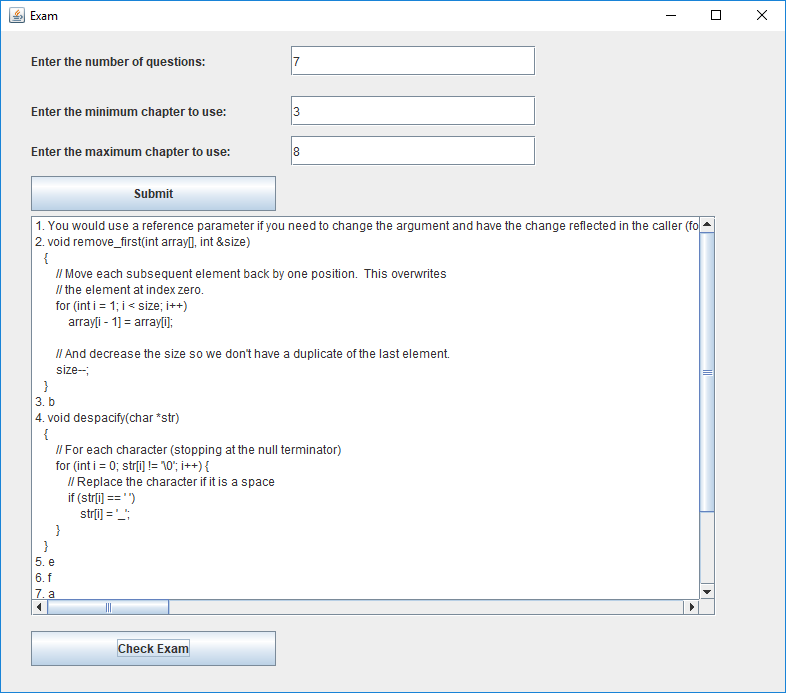 Exam
Enter the number of questions:
7
Enter the minimum chapter to use:
3
Enter the maximum chapter to use:
8
Submit
1. You would use a reference parameter if you need to change the argument and have the change reflected in the caller (fo
2. void remove_first(int array[], int &size)
{
// Move each subsequent element back by one position.  This overwrites
// the element at index zero.
for (int i = 1; i < size; i++)
array[i - 1] = array[i];
// And decrease the size so we don't have a duplicate of the last element.
size--;
}
3. b
4. void despacify(char *str)
{
// For each character (stopping at the null terminator)
for (int i = 0; str[i] != '\0'; i++) {
// Replace the character if it is a space
if (str[i] == ' ')
str[i] = '_';
}
}
5. e
6. f
7. a
Check Exam